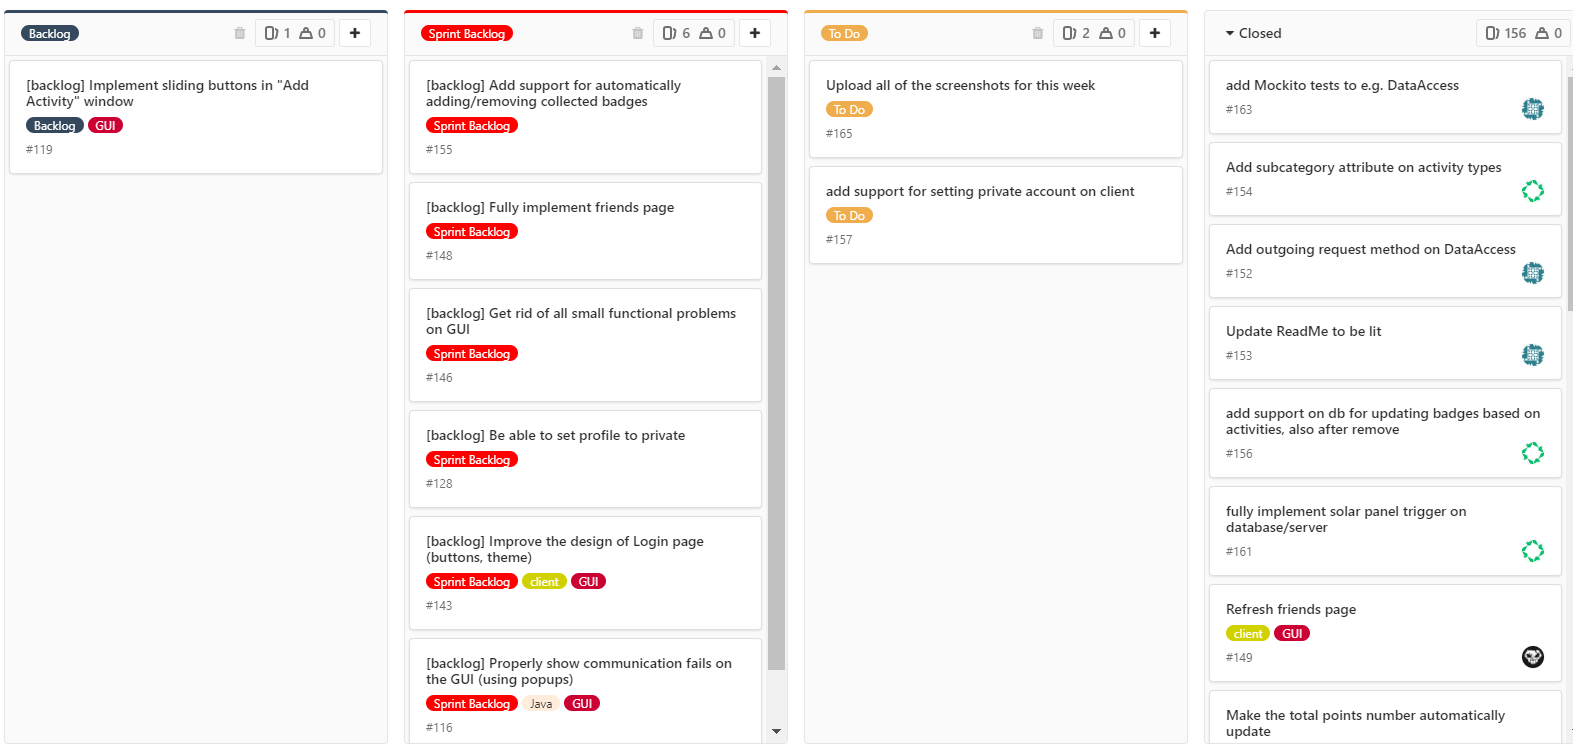 Backlog
1 0
[backlog] Implement sliding buttons in "Add
Activity" window
Backlog GUI
#119
Sprint Backlog
6 0
[backlog] Add support for automatically
adding/removing collected badges
Sprint Backlog
#155
[backlog] Fully implement friends page
Sprint Backlog
#148
[backlog] Get rid of all small functional problems
on GUI
Sprint Backlog
#146
[backlog] Be able to set profile to private
Sprint Backlog
#128
[backlog] Improve the design of Login page
(buttons, theme)
Sprint Backlog client GUI
#143
[backlog] Properly show communication fails on
the GUI (using popups)
Sprint Backlog Java GUI
#116
To Do
2 0
Upload all of the screenshots for this week
To Do
#165
add support for setting private account on client
To Do
#157
Closed
156 0
add Mockito tests to e.g. DataAccess
#163
Add subcategory attribute on activity types
#154
Add outgoing request method on DataAccess
#152
Update ReadMe to be lit
#153
add support on db for updating badges based on
activities, also after remove
#156
fully implement solar panel trigger on
database/server
#161
Refresh friends page
client GUI
#149
Make the total points number automatically
update